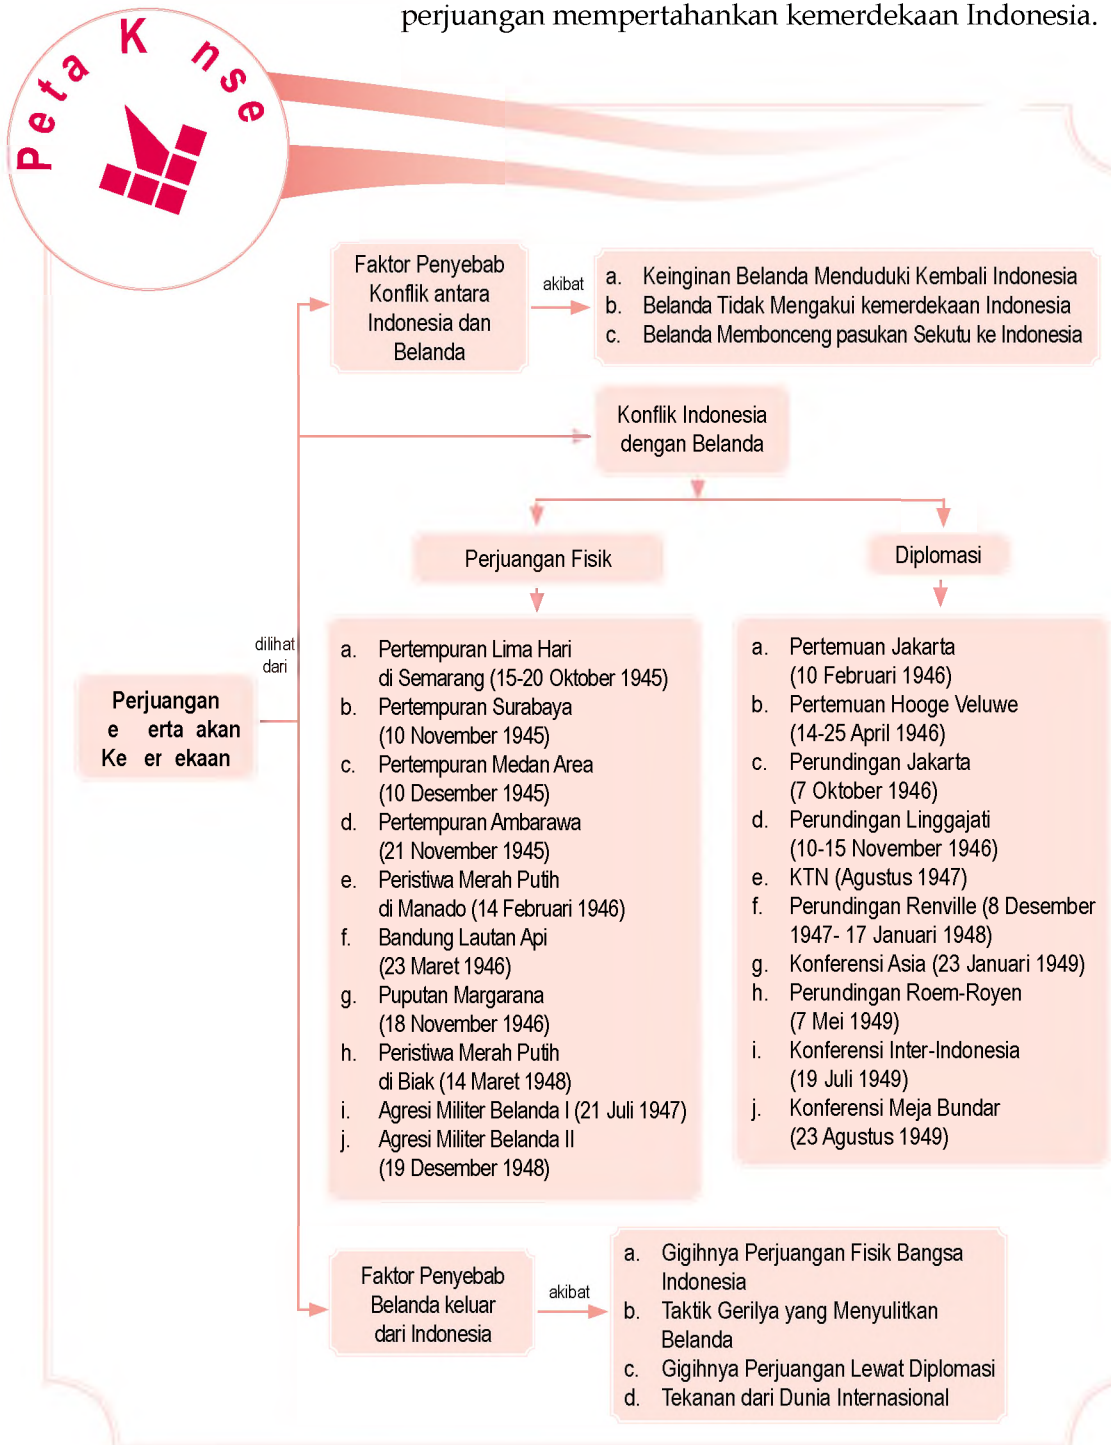 perjuangan mempertahankan kemerdekaan Indonesia.
Peta K nse
Faktor Penyebab
Konflik antara
Indonesia dan
Belanda
akibat
a. Keinginan Belanda Menduduki Kembali Indonesia
b. Belanda Tidak Mengakui kemerdekaan Indonesia
c. Belanda Membonceng pasukan Sekutu ke Indonesia
Konflik Indonesia
dengan Belanda
Perjuangan Fisik
Diplomasi
dilihat
dari
Perjuangan
e erta akan
Ke er ekaan
a. Pertempuran Lima Hari
di Semarang (15-20 Oktober 1945)
b. Pertempuran Surabaya
(10 November 1945)
c. Pertempuran Medan Area
(10 Desember 1945)
d. Pertempuran Ambarawa
(21 November 1945)
e. Peristiwa Merah Putih
di Manado (14 Februari 1946)
f. Bandung Lautan Api
(23 Maret 1946)
g. Puputan Margarana
(18 November 1946)
h. Peristiwa Merah Putih
di Biak (14 Maret 1948)
i. Agresi Militer Belanda I (21 Juli 1947)
j. Agresi Militer Belanda II
(19 Desember 1948)
a. Pertemuan Jakarta
(10 Februari 1946)
b. Pertemuan Hooge Veluwe
(14-25 April 1946)
c. Perundingan Jakarta
(7 Oktober 1946)
d. Perundingan Linggajati
(10-15 November 1946)
e. KTN (Agustus 1947)
f. Perundingan Renville (8 Desember
1947- 17 Januari 1948)
g. Konferensi Asia (23 Januari 1949)
h. Perundingan Roem-Royen
(7 Mei 1949)
i. Konferensi Inter-Indonesia
(19 Juli 1949)
j. Konferensi Meja Bundar
(23 Agustus 1949)
Faktor Penyebab
Belanda keluar
dari Indonesia
akibat
a. Gigihnya Perjuangan Fisik Bangsa
Indonesia
b. Taktik Gerilya yang Menyulitkan
Belanda
c. Gigihnya Perjuangan Lewat Diplomasi
d. Tekanan dari Dunia Internasional